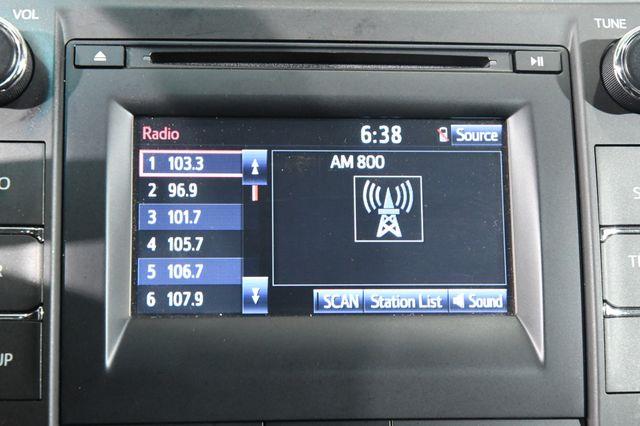 VOL
TUNE
Radio 6:38 Source
1 103.3
AM 800
2 96.9
3 101.7
4 105.7
5 106.7
6 107.9
SCAN Station List Sound
UP